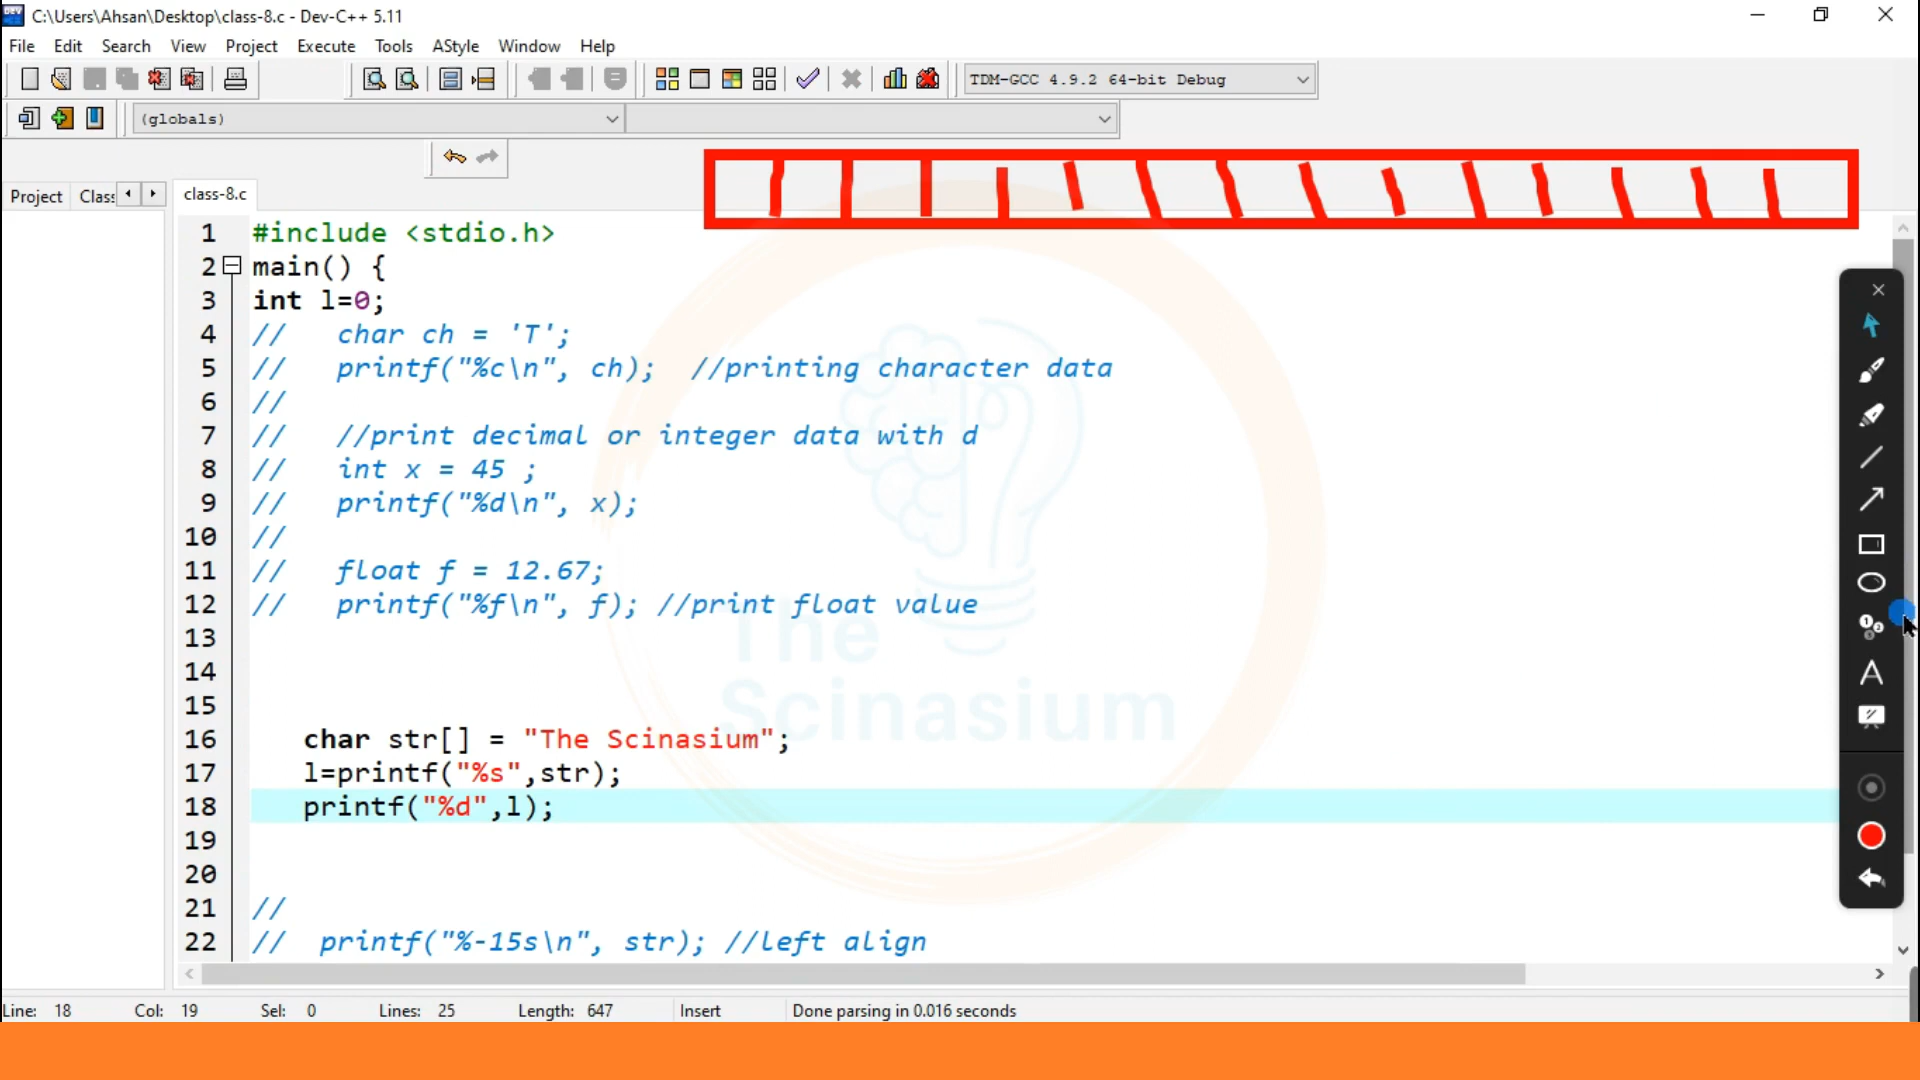 C:\Users\Ahsan\Desktop\class-8.c - Dev-C++ 5.11
File Edit Search View Project Execute Tools AStyle Window Help
TDM-GCC 4.9.2 64-bit Debug
(globals)
Project Clas
class-8.c
1 #include <stdio.h>
2 main() {
3 int l=0;
4 // char ch = 'T';
5 // printf("%c\n", ch); //printing character data
6 //
7 // //print decimal or integer data with d
8 // int x = 45 ;
9 // printf("%d\n", x);
10 //
11 // float f = 12.67;
12 // printf("%f\n", f); //print float value
13
14
15
16 char str[] = "The Scinasium";
17 l=printf("%s",str);
18 printf("%d",l);
19
20
21 //
22 // printf("%-15s\n", str); //left align
The
Scinasium
Line: 18 Col: 19 Sel: 0 Lines: 25 Length: 647 Insert Done parsing in 0.016 seconds